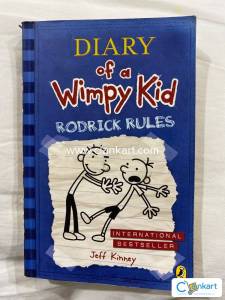 DIARY
of a
Wimpy Kid
RODRICK RULES
INTERNATIONAL
BESTSELLER
Jeff Kinney